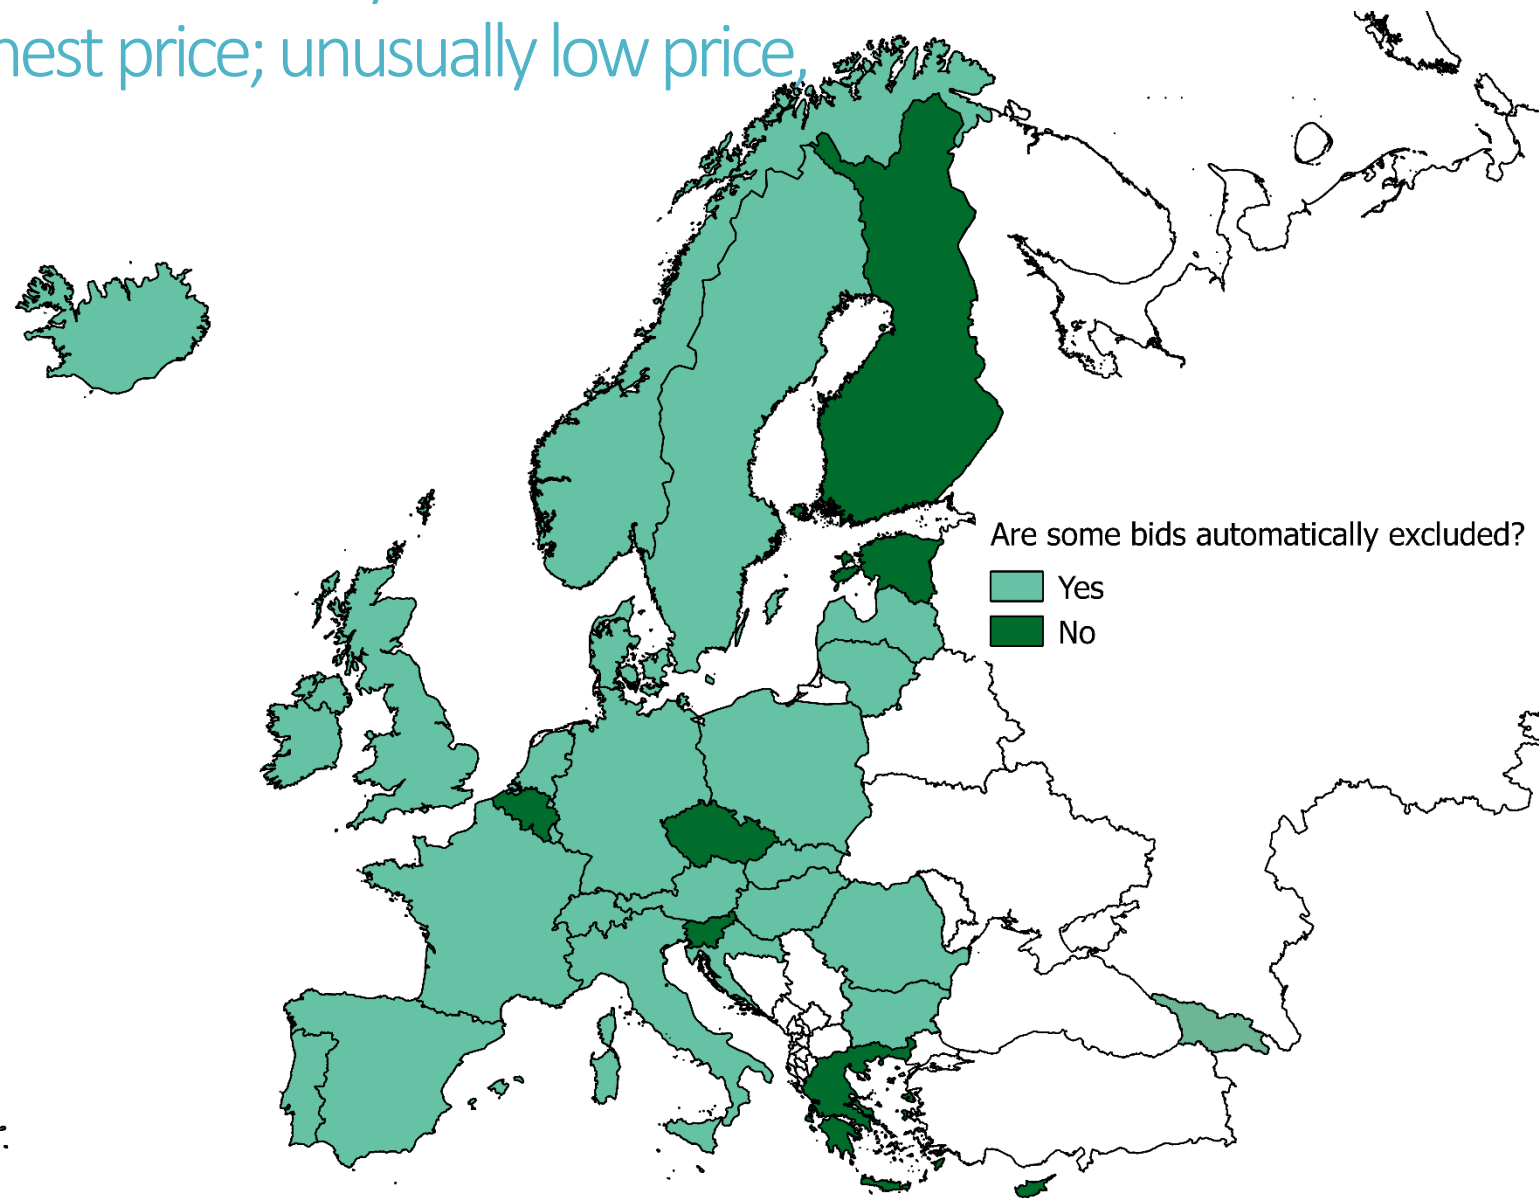 nest price; unusually low price,
Are some bids automatically excluded?
Yes
No